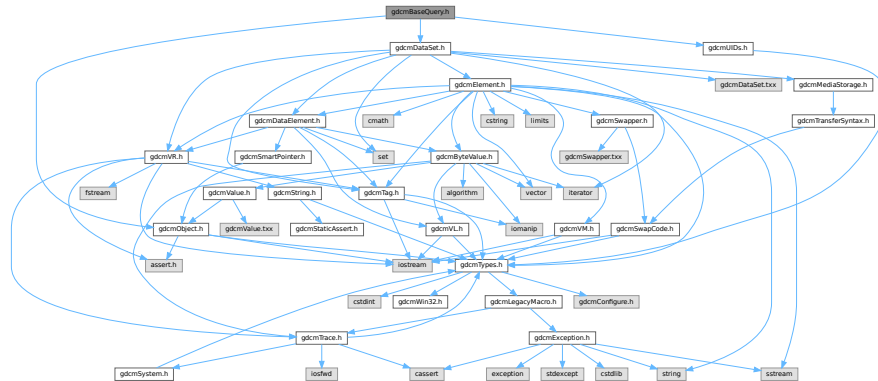 gdcmBaseQuery.h
gdcmDataSet.h
gdcmUIDs.h
gdcmElement.h
gdcmDataSet.txx
gdcmMediaStorage.h
gdcmDataElement.h
cmath
cstring
limits
gdcmSwapper.h
gdcmTransferSyntax.h
gdcmVR.h
gdcmSmartPointer.h
set
gdcmByteValue.h
gdcmSwapper.txx
fstream
gdcmValue.h
gdcmString.h
gdcmTag.h
algorithm
vector
iterator
gdcmObject.h
gdcmValue.txx
gdcmStaticAssert.h
gdcmVL.h
iomanip
gdcmVM.h
gdcmSwapCode.h
assert.h
iostream
gdcmTypes.h
cstdint
gdcmWin32.h
gdcmLegacyMacro.h
gdcmConfigure.h
gdcmTrace.h
gdcmException.h
gdcmSystem.h
iosfwd
cassert
exception
stdexcept
cstdlib
string
sstream